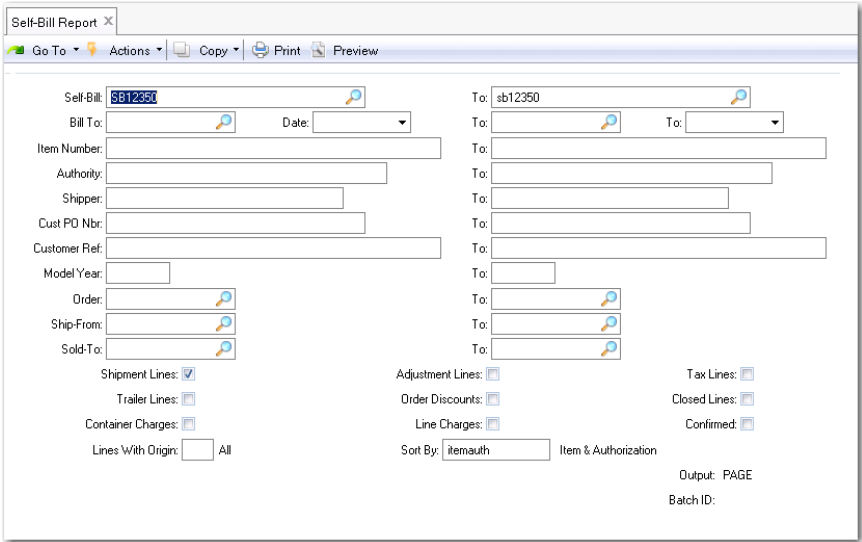 Self-Bill Report
Go To Actions Copy Print Preview
Self-Bill: SB12350 To: sb12350
Bill To: Date: To: To:
Item Number: To:
Authority: To:
Shipper: To:
Cust PO Nbr: To:
Customer Ref: To:
Model Year: To:
Order: To:
Ship-From: To:
Sold-To: To:
Shipment Lines: Adjustment Lines: Tax Lines:
Trailer Lines: Order Discounts: Closed Lines:
Container Charges: Line Charges: Confirmed:
Lines With Origin: All Sort By: itemauth Item & Authorization
Output: PAGE
Batch ID: